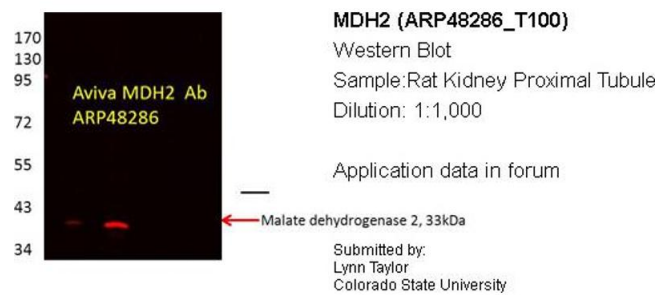 170
130
95
72
55
43
34
Aviva MDH2 Ab
ARP48286
Malate dehydrogenase 2, 33kDa
MDH2 (ARP48286_T100)
Western Blot
Sample:Rat Kidney Proximal Tubule
Dilution: 1:1,000
Application data in forum
Submitted by:
Lynn Taylor
Colorado State University